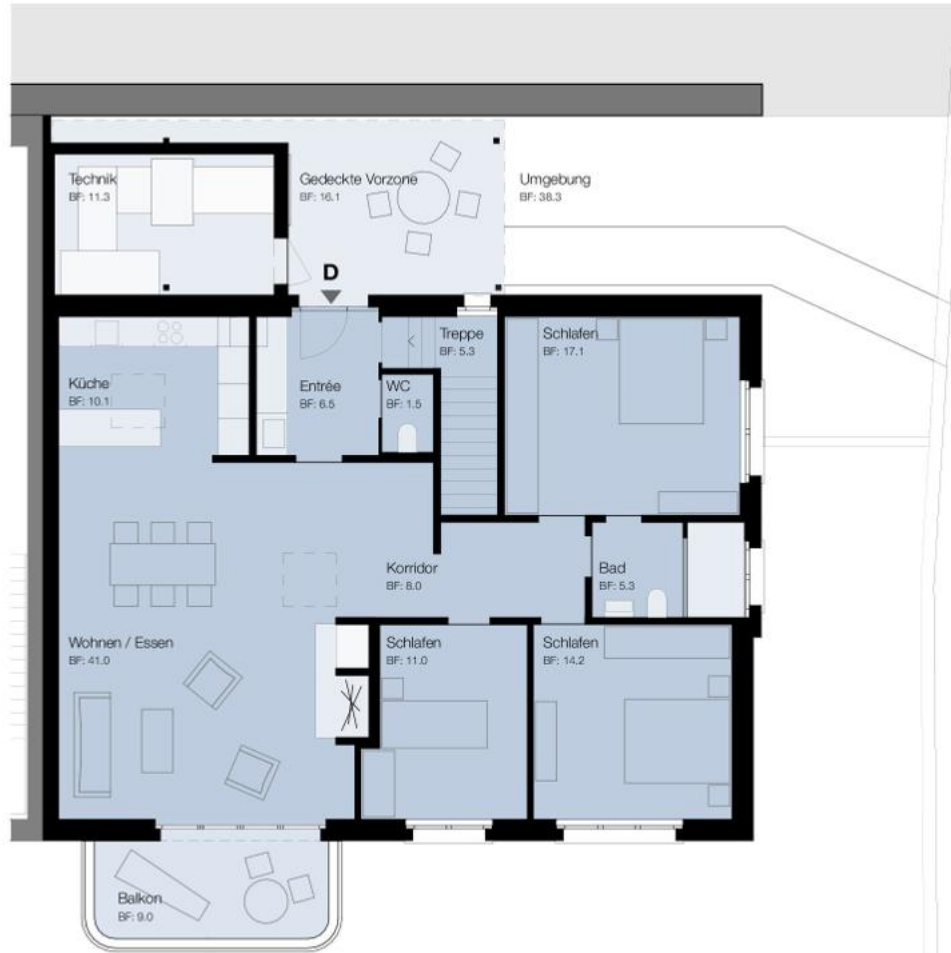 Technik
BF: 11.3
Gedeckte Vorzone
BF: 16.1
Umgebung
BF: 38.3
D
Küche
BF: 10.1
Entrée
BF: 6.5
WC
BF: 1.5
Treppe
BF: 5.3
Schlafen
BF: 17.1
Korridor
BF: 8.0
Bad
BF: 5.3
Wohnen / Essen
BF: 41.0
Schlafen
BF: 11.0
Schlafen
BF: 14.2
Balkon
BF: 9.0